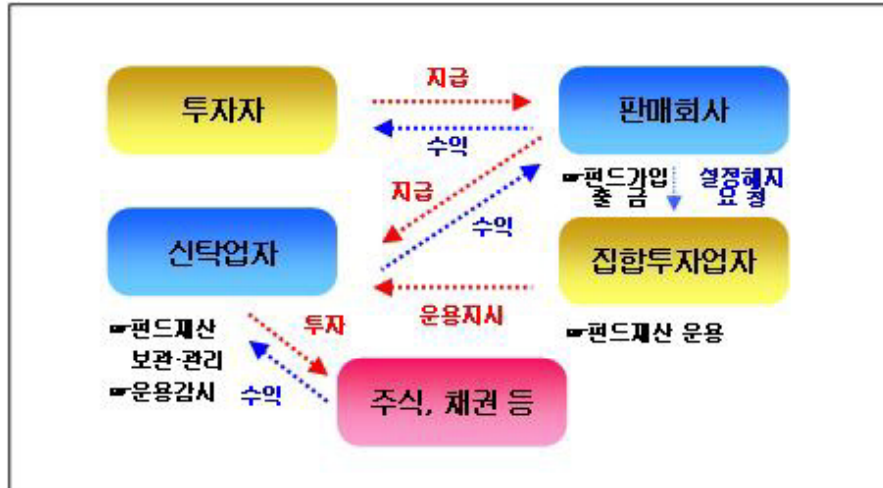 지급
투자자
판매회사
수익
☞펀드가입
출 금
설정해지
요 청
지급
수익
신탁업자
집합투자업자
운용지시
☞펀드재산
보관·관리
☞운용감시
투자
수익
☞펀드재산 운용
주식, 채권 등